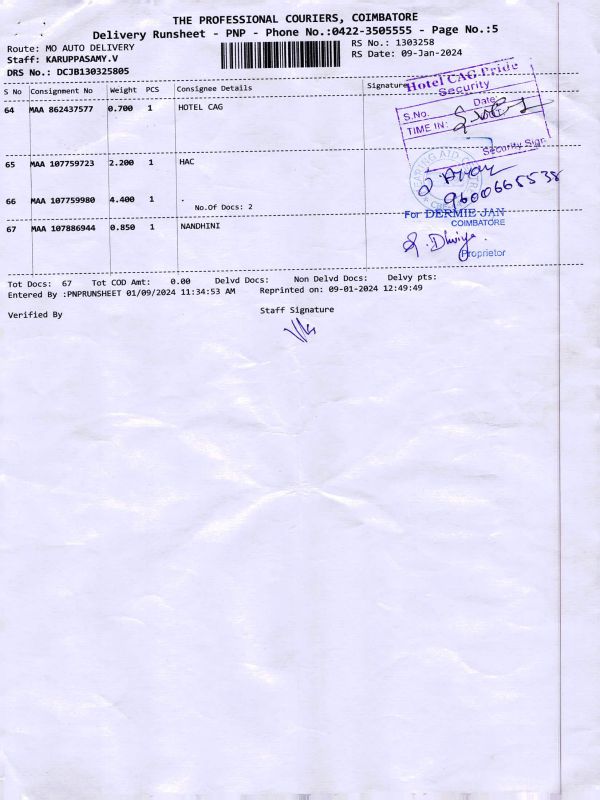 THE PROFESSIONAL COURIERS, COIMBATORE
Delivery Runsheet - PNP - Phone No.:0422-3505555 - Page No.:5
Route: MO AUTO DELIVERY
RS No.: 1303258
Staff: KARUPPASAMY.V
RS Date: 09-Jan-2024
DRS No.: DCJB130325805
S No Consignment No Weight PCS Consignee Details Signature
Hotel CAG Pride
Security
64 MAA 862437577 0.700 1 HOTEL CAG
S.No. Date
TIME IN: OUT
Security Sign
65 MAA 107759723 2.200 1 HAC
66 MAA 107759980 4.400 1 .
No.Of Docs: 2
9600665538
For DERMIE JAN
COIMBATORE
67 MAA 107886944 0.850 1 NANDHINI
Proprietor
Tot Docs: 67 Tot COD Amt: 0.00 Delvd Docs: Non Delvd Docs: Delvy pts:
Entered By :PNPRUNSHEET 01/09/2024 11:34:53 AM Reprinted on: 09-01-2024 12:49:49
Verified By
Staff Signature